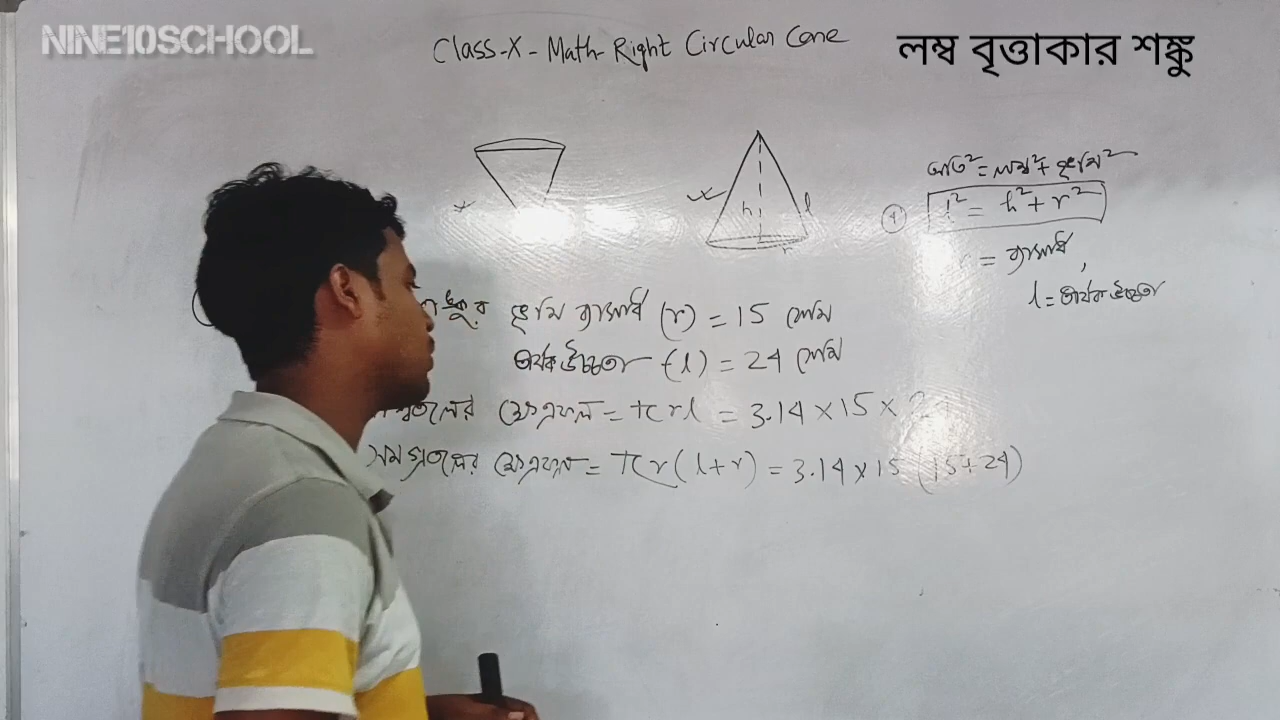 NINE10SCHOOL
Class-X-Math-Right Circular Cone
লম্ব বৃত্তাকার শঙ্কু
অতি² = লম্ব² + ভূমি²
h l r
① l² = h² + r²
= ব্যাসার্ধ,
l = তীর্যক উচ্চতা
ভূমি ব্যাসার্ধ (r) = 15 সেমি
তীর্যক উচ্চতা (l) = 24 সেমি
ক্ষেত্রফল = πrl = 3.14 × 15 × 24
সমগ্রতলের ক্ষেত্রফল = πr(l+r) = 3.14 × 15 (15+24)